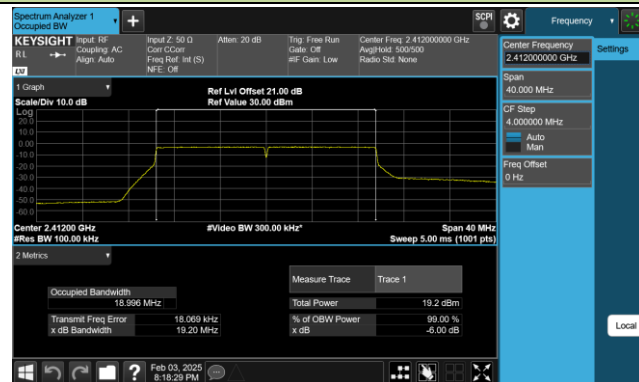 Spectrum Analyzer 1
Occupied BW
+
SCPI
Frequency
KEYSIGHT
RL
LXI
Input: RF
Coupling: AC
Align: Auto
Input Z: 50 Ω
Corr CCorr
Freq Ref: Int (S)
NFE: Off
Atten: 20 dB
Trig: Free Run
Gate: Off
#IF Gain: Low
Center Freq: 2.412000000 GHz
Avg|Hold: 500/500
Radio Std: None
Center Frequency
2.412000000 GHz
Settings
Span
40.000 MHz
CF Step
4.000000 MHz
Auto
Man
Freq Offset
0 Hz
1 Graph
Scale/Div 10.0 dB
Ref Lvl Offset 21.00 dB
Ref Value 30.00 dBm
Log
20.0
10.0
0.00
-10.0
-20.0
-30.0
-40.0
-50.0
-60.0
Center 2.41200 GHz
#Res BW 100.00 kHz
#Video BW 300.00 kHz*
Span 40 MHz
Sweep 5.00 ms (1001 pts)
2 Metrics
Measure Trace Trace 1
Occupied Bandwidth
18.996 MHz
Total Power 19.2 dBm
Transmit Freq Error 18.069 kHz
% of OBW Power 99.00 %
x dB Bandwidth 19.20 MHz
x dB -6.00 dB
Local
?
Feb 03, 2025
8:18:29 PM